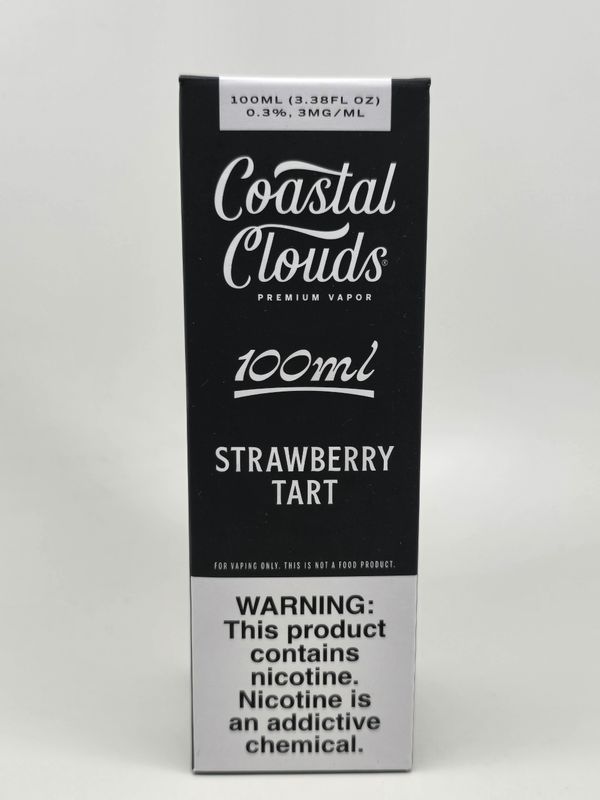 100ML (3.38FL OZ)
0.3%, 3MG/ML
Coastal
Clouds®
PREMIUM VAPOR
100ml
STRAWBERRY
TART
FOR VAPING ONLY. THIS IS NOT A FOOD PRODUCT.
WARNING:
This product
contains
nicotine.
Nicotine is
an addictive
chemical.